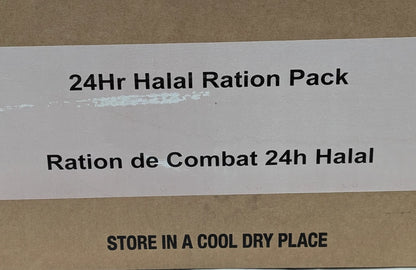 24Hr Halal Ration Pack
Ration de Combat 24h Halal
STORE IN A COOL DRY PLACE